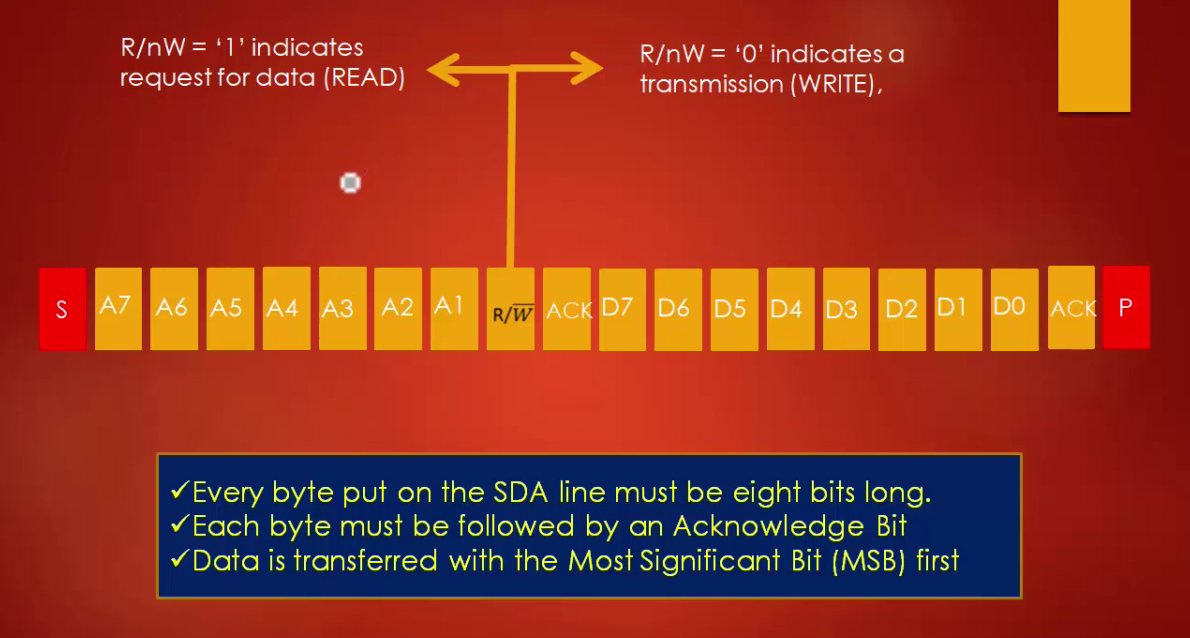 R/nW = ‘1’ indicates
request for data (READ)
R/nW = ‘0’ indicates a
transmission (WRITE),
S A7 A6 A5 A4 A3 A2 A1 R/W̅ ACK D7 D6 D5 D4 D3 D2 D1 D0 ACK P
✓Every byte put on the SDA line must be eight bits long.
✓Each byte must be followed by an Acknowledge Bit
✓Data is transferred with the Most Significant Bit (MSB) first